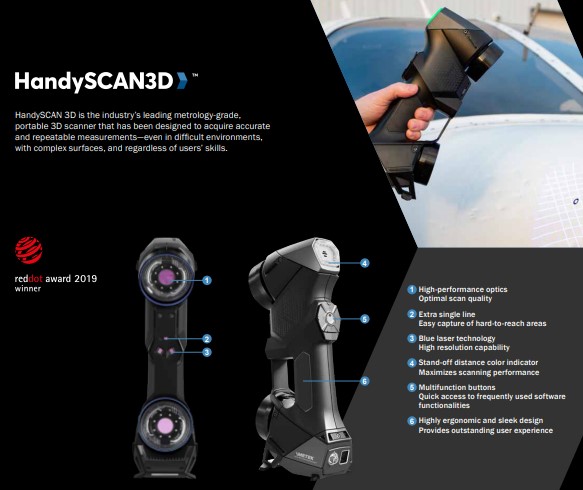 HandySCAN3D ™
HandySCAN 3D is the industry's leading metrology-grade,
portable 3D scanner that has been designed to acquire accurate
and repeatable measurements—even in difficult environments,
with complex surfaces, and regardless of users' skills.
reddot award 2019
winner
1
2
3
4
5
6
1 High-performance optics
Optimal scan quality
2 Extra single line
Easy capture of hard-to-reach areas
3 Blue laser technology
High resolution capability
4 Stand-off distance color indicator
Maximizes scanning performance
5 Multifunction buttons
Quick access to frequently used software
functionalities
6 Highly ergonomic and sleek design
Provides outstanding user experience